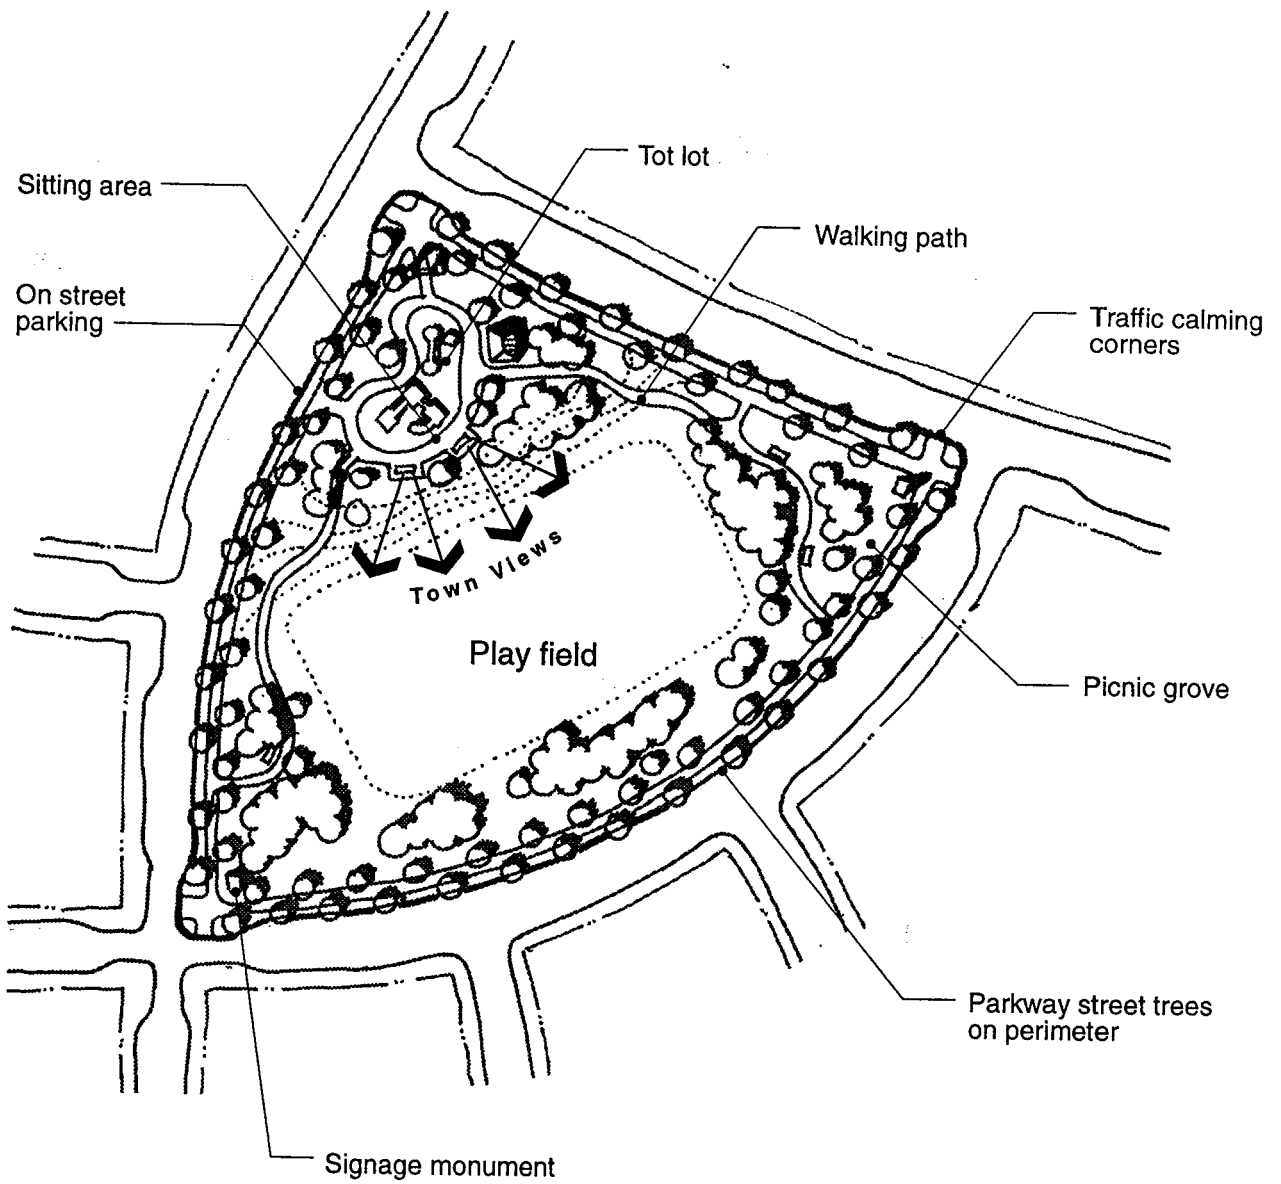 Tot lot
Sitting area
Walking path
On street
parking
Traffic calming
corners
Town Views
Play field
Picnic grove
Parkway street trees
on perimeter
Signage monument